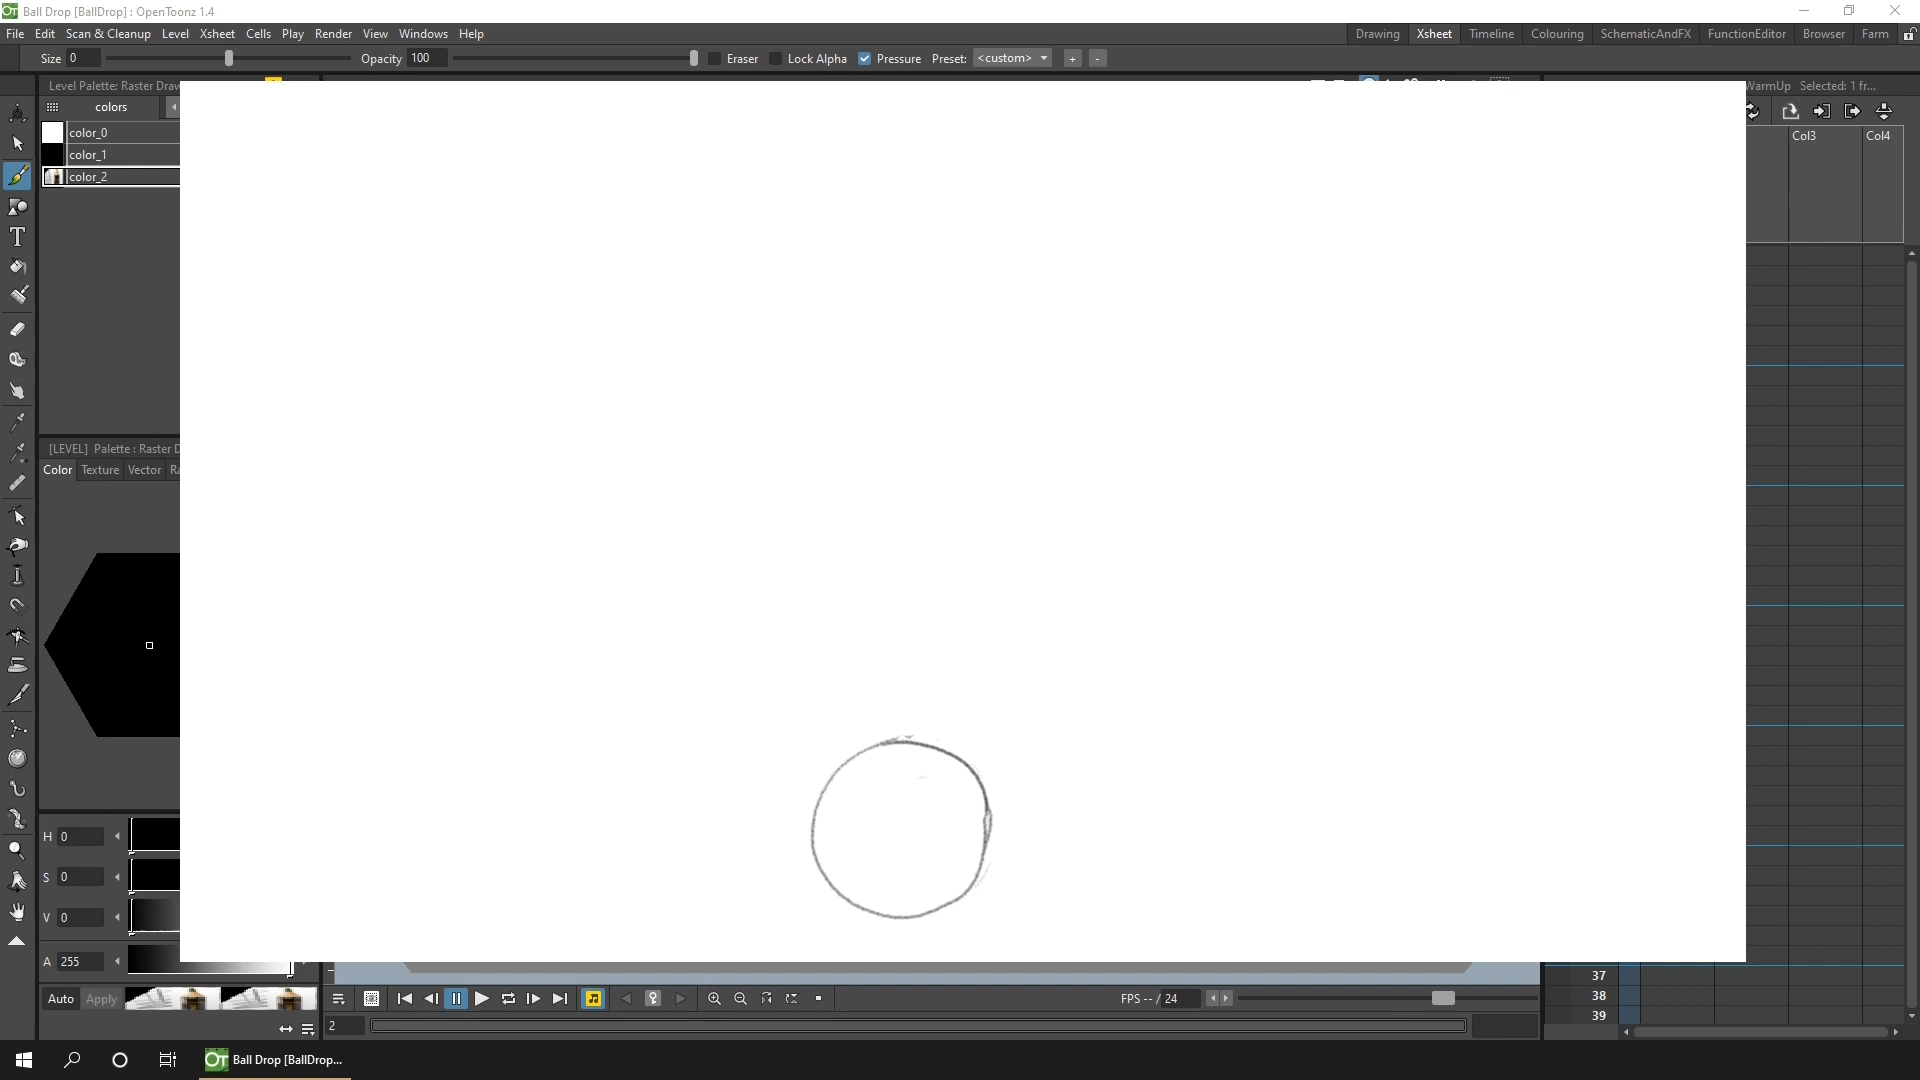 Ball Drop [BallDrop] : OpenToonz 1.4
File Edit Scan & Cleanup Level Xsheet Cells Play Render View Windows Help
Drawing Xsheet Timeline Colouring SchematicAndFX FunctionEditor Browser Farm
Size 0 Opacity 100 Eraser Lock Alpha Pressure Preset: <custom> + -
Level Palette: Raster Draw
WarmUp Selected: 1 fr...
colors
Col3 Col4
color_0
color_1
color_2
[LEVEL] Palette : Raster D
Color Texture Vector Ra
H 0
S 0
V 0
A 255
37
38
39
Auto Apply
FPS -- / 24
2
Ball Drop [BallDrop...